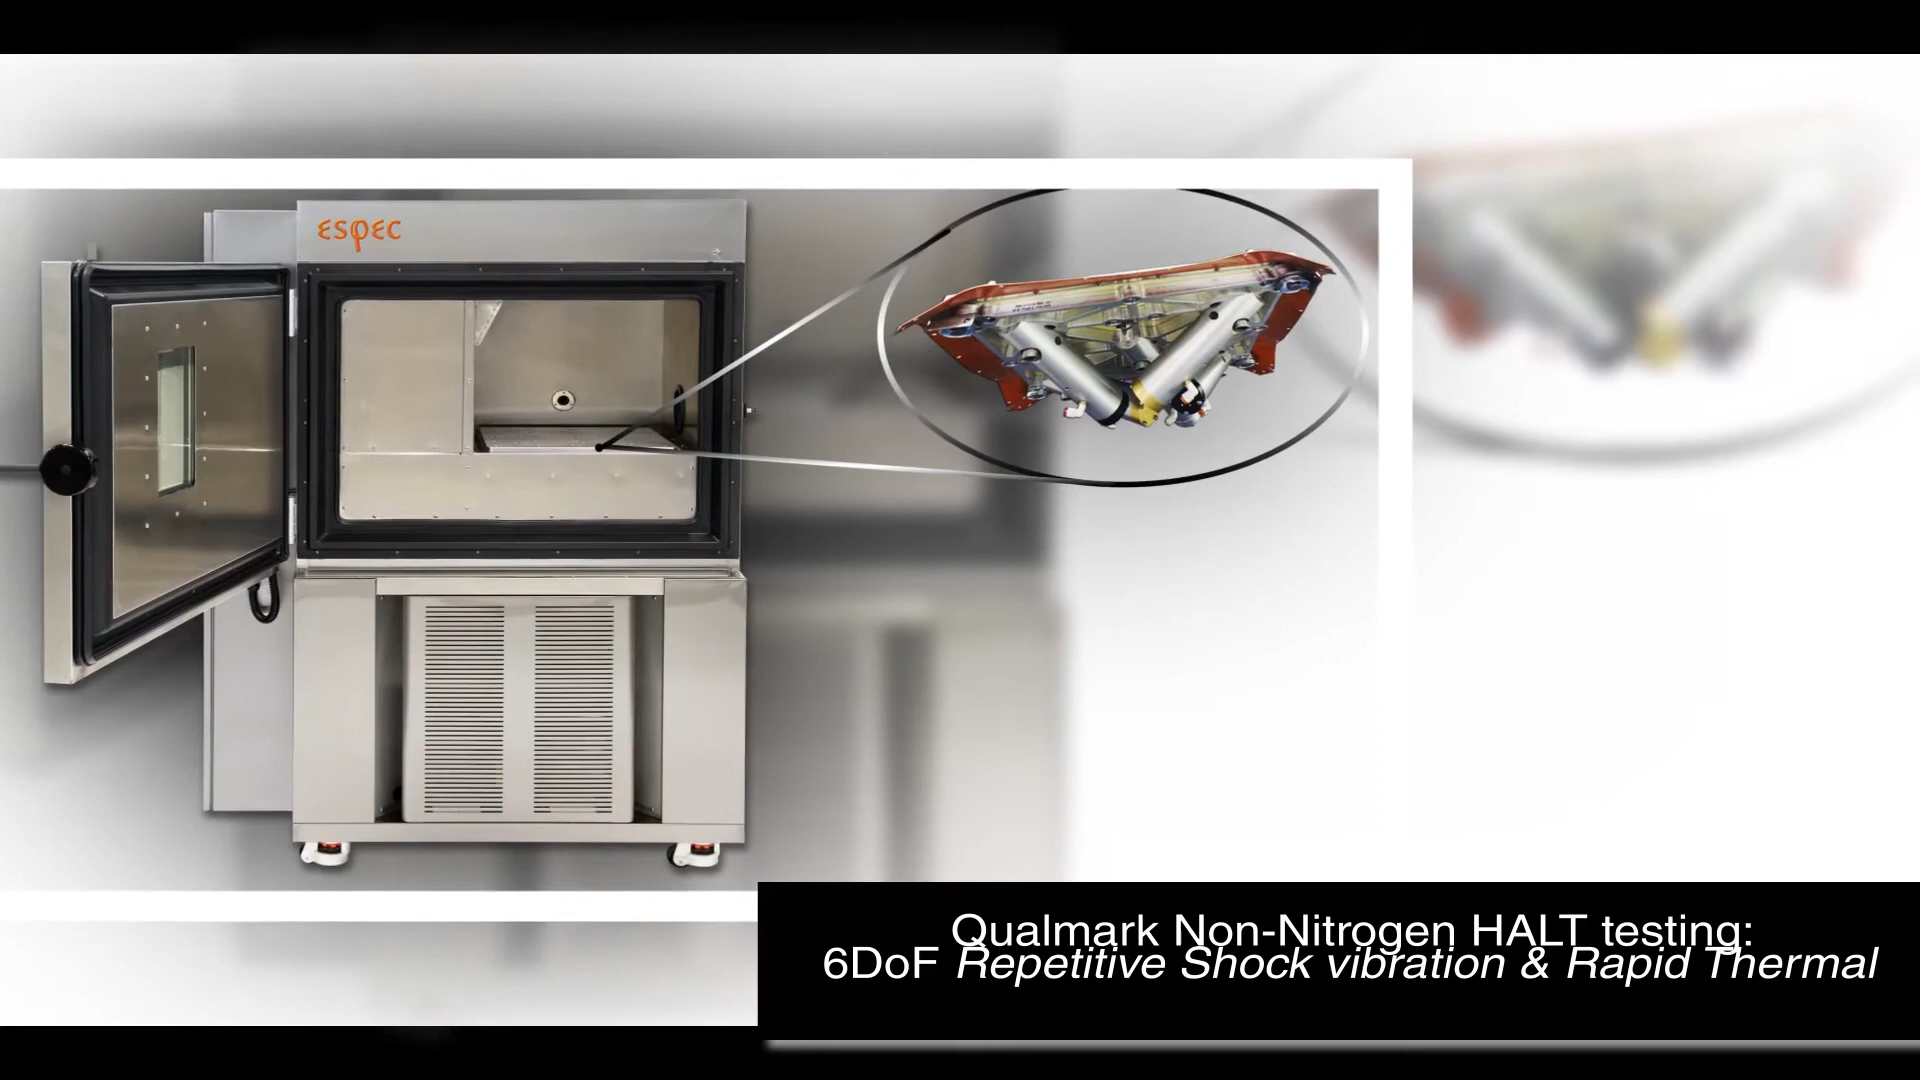 espec
Qualmark Non-Nitrogen HALT testing:
6DoF Repetitive Shock vibration & Rapid Thermal